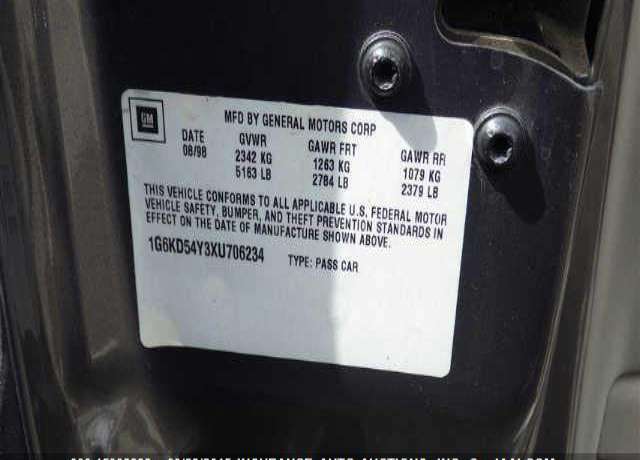 GM
MFD BY GENERAL MOTORS CORP
DATE GVWR GAWR FRT GAWR RR
08/98 2342 KG 1263 KG 1079 KG
5163 LB 2784 LB 2379 LB
THIS VEHICLE CONFORMS TO ALL APPLICABLE U.S. FEDERAL MOTOR
VEHICLE SAFETY, BUMPER, AND THEFT PREVENTION STANDARDS IN
EFFECT ON THE DATE OF MANUFACTURE SHOWN ABOVE.
1G6KD54Y3XU706234 TYPE: PASS CAR